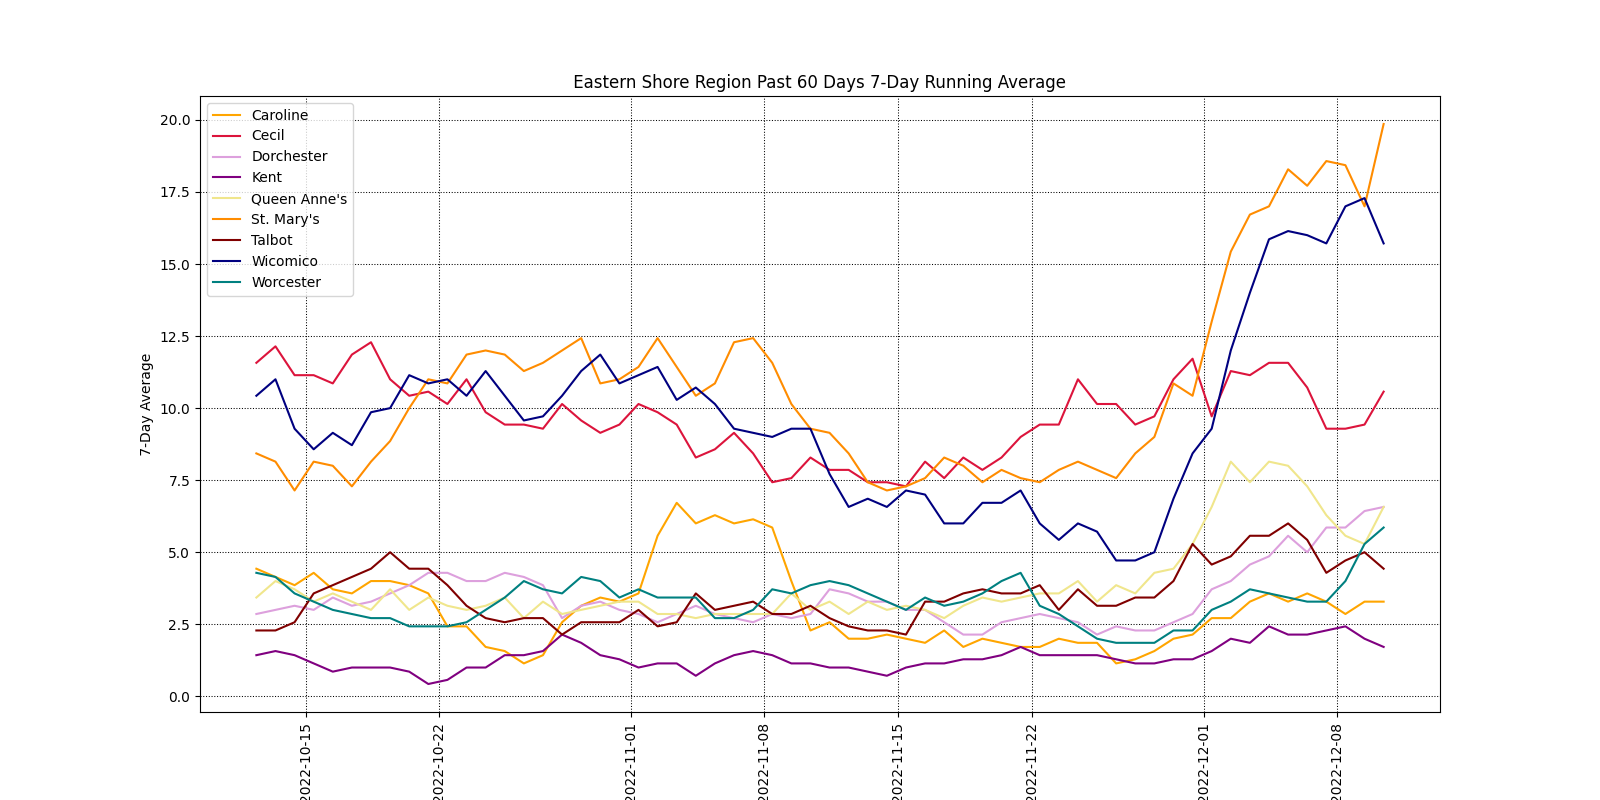 Eastern Shore Region Past 60 Days 7-Day Running Average
Caroline
Cecil
Dorchester
Kent
Queen Anne's
St. Mary's
Talbot
Wicomico
Worcester
7-Day Average
20.0
17.5
15.0
12.5
10.0
7.5
5.0
2.5
0.0
2022-10-15
2022-10-22
2022-11-01
2022-11-08
2022-11-15
2022-11-22
2022-12-01
2022-12-08